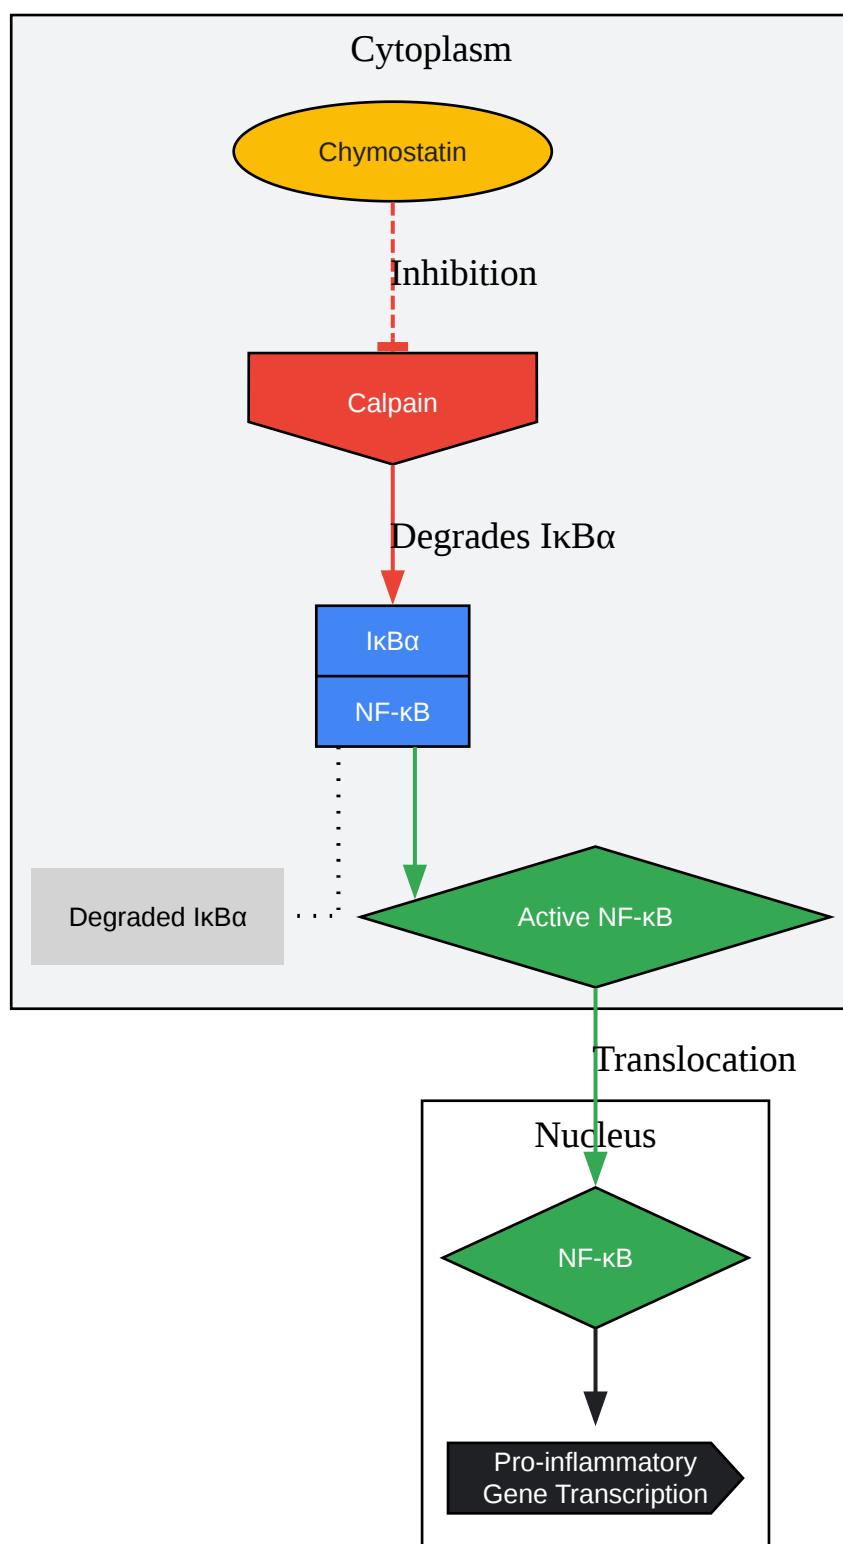 Cytoplasm
Chymostatin
Inhibition
Calpain
Degrades IκBα
IκBα
NF-κB
Degraded IκBα
Active NF-κB
Translocation
Nucleus
NF-κB
Pro-inflammatory
Gene Transcription